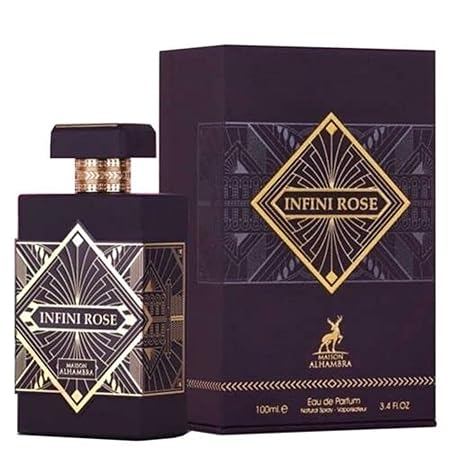 INFINI ROSE
MAISON
ALHAMBRA
INFINI ROSE
MAISON
ALHAMBRA
100ml.℮
Eau de Parfum
Natural Spray - Vaporisateur
3.4 FL.OZ